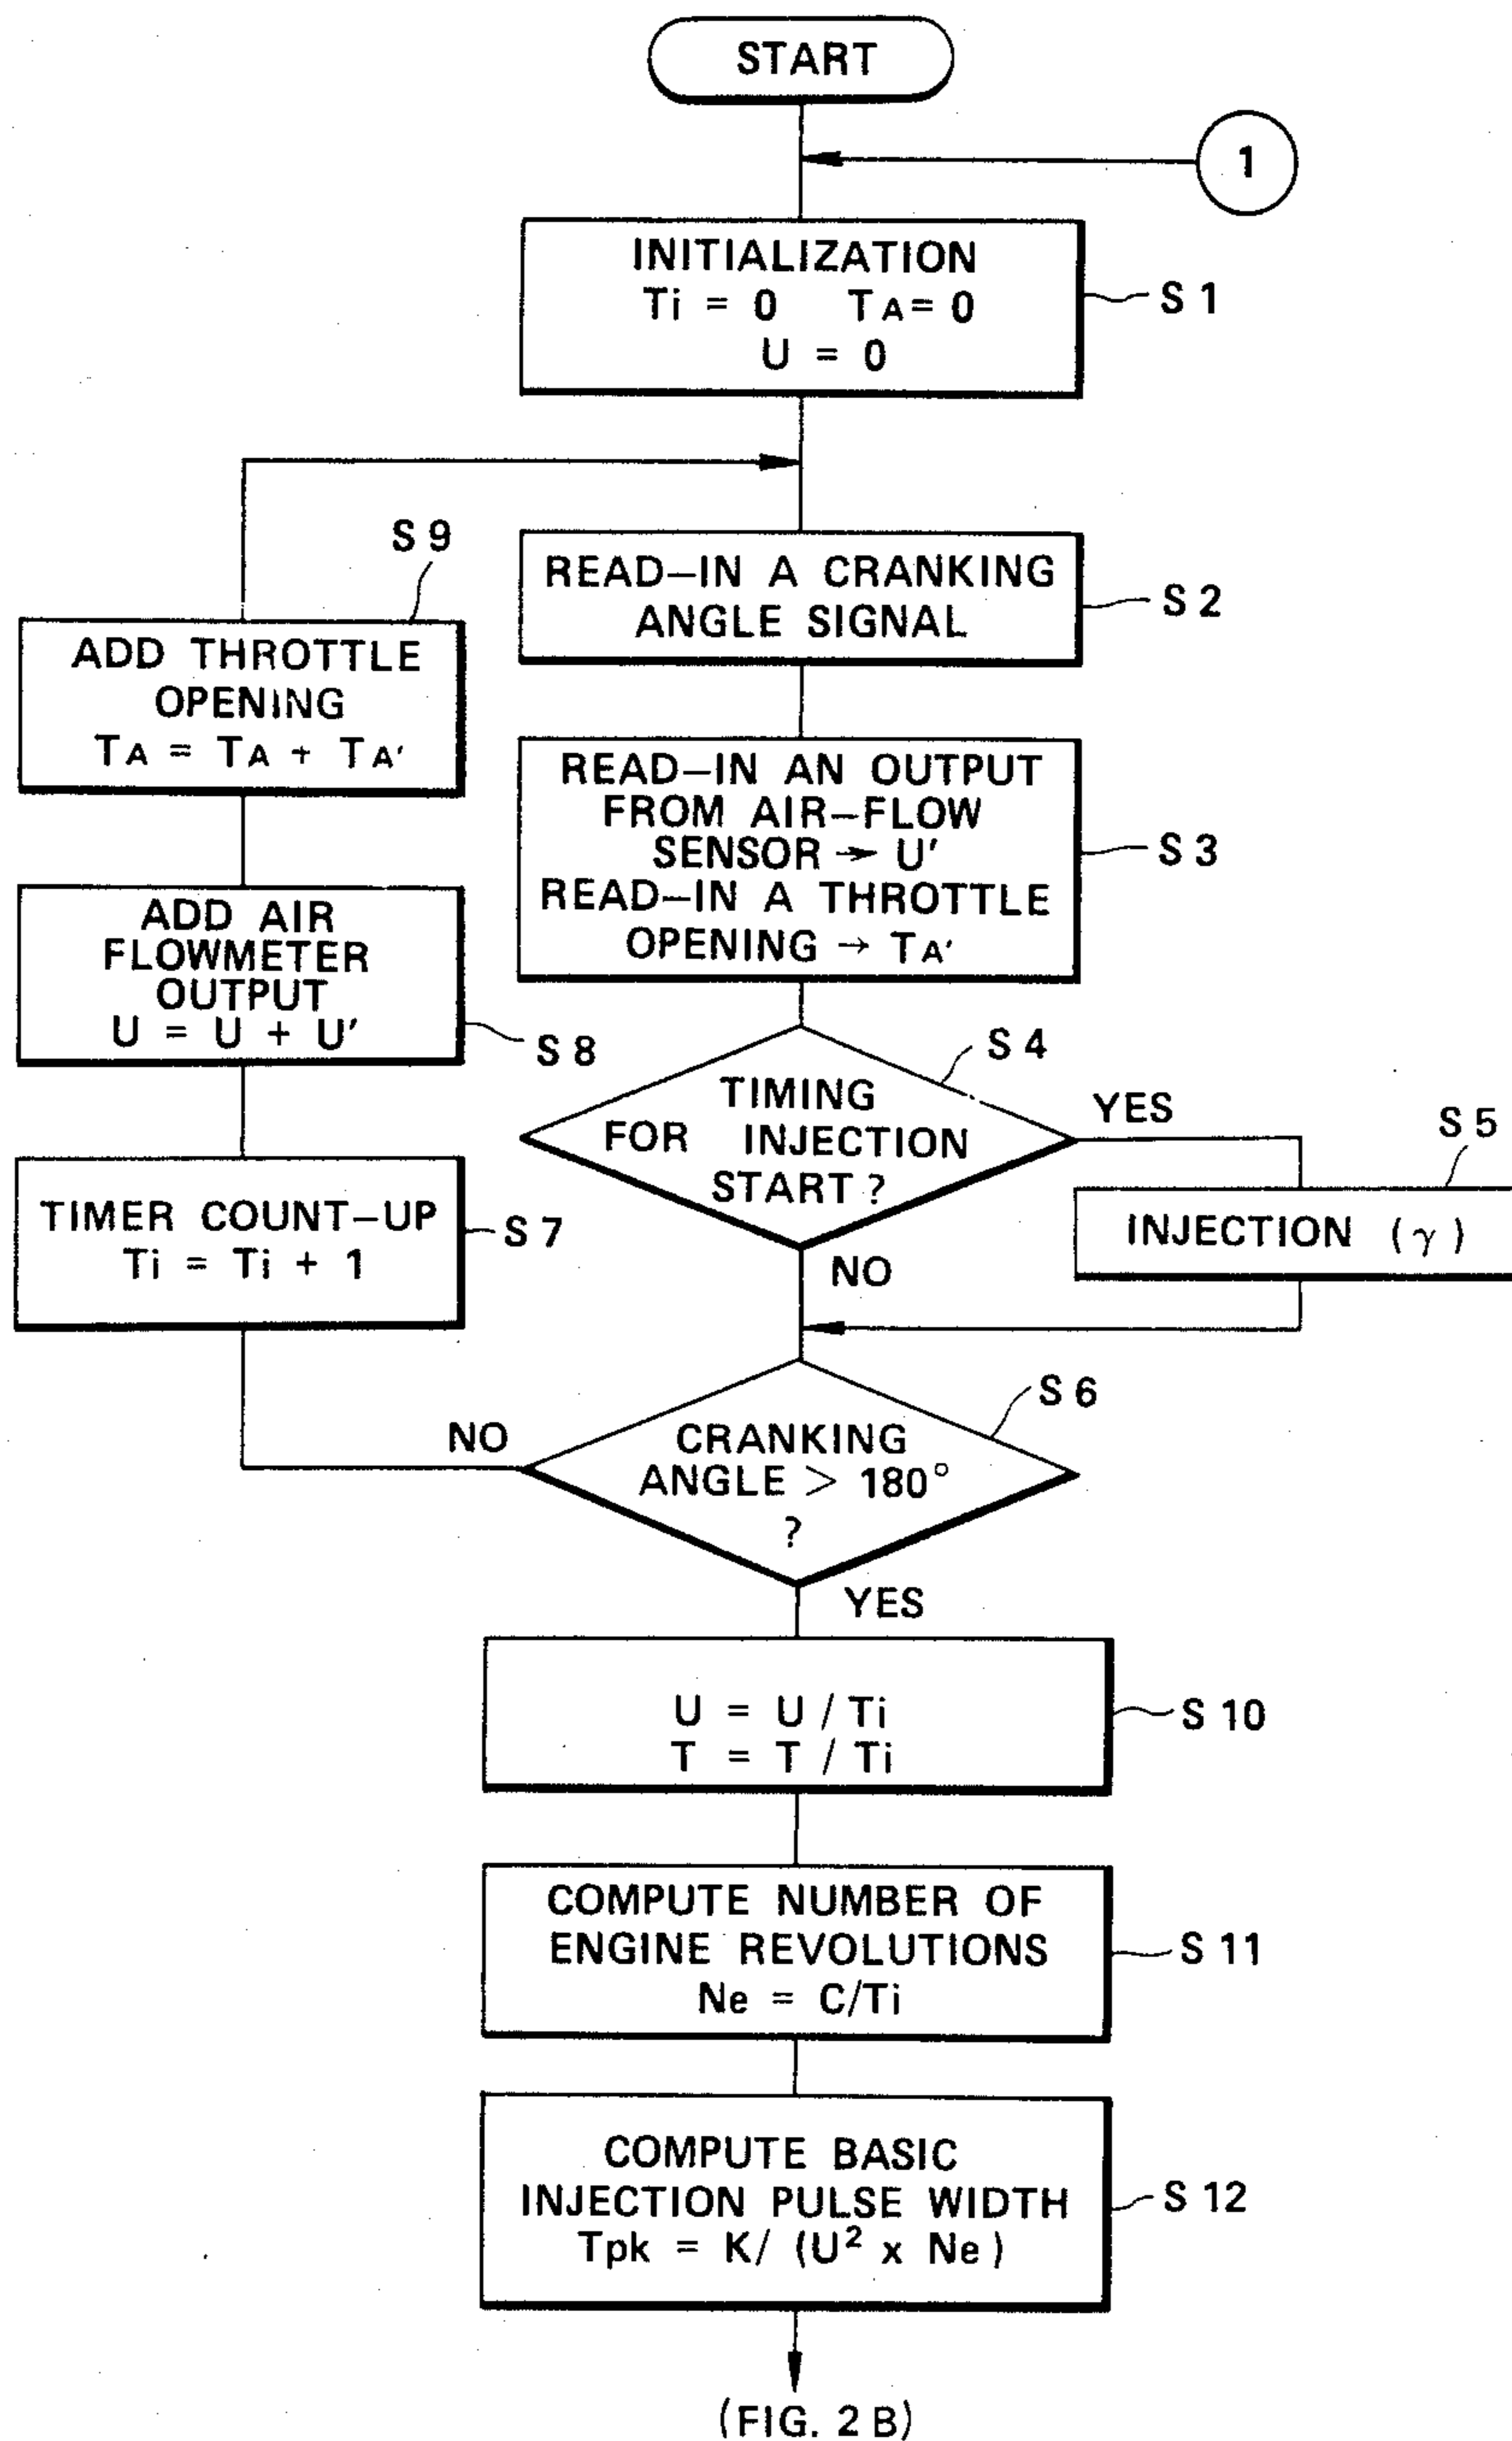 START
1
INITIALIZATION
Ti = 0 TA = 0
U = 0
S 1
S 9
READ–IN A CRANKING
ANGLE SIGNAL
S 2
ADD THROTTLE
OPENING
TA = TA + TA'
READ–IN AN OUTPUT
FROM AIR–FLOW
SENSOR → U'
READ–IN A THROTTLE
OPENING → TA'
S 3
ADD AIR
FLOWMETER
OUTPUT
U = U + U'
S 8
S 4
TIMING
FOR INJECTION
START ?
YES
S 5
INJECTION (γ)
NO
TIMER COUNT–UP
Ti = Ti + 1
S 7
S 6
CRANKING
ANGLE > 180°
?
NO
YES
U = U / Ti
T = T / Ti
S 10
COMPUTE NUMBER OF
ENGINE REVOLUTIONS
Ne = C/Ti
S 11
COMPUTE BASIC
INJECTION PULSE WIDTH
Tpk = K/ (U² x Ne)
S 12
(FIG. 2 B)